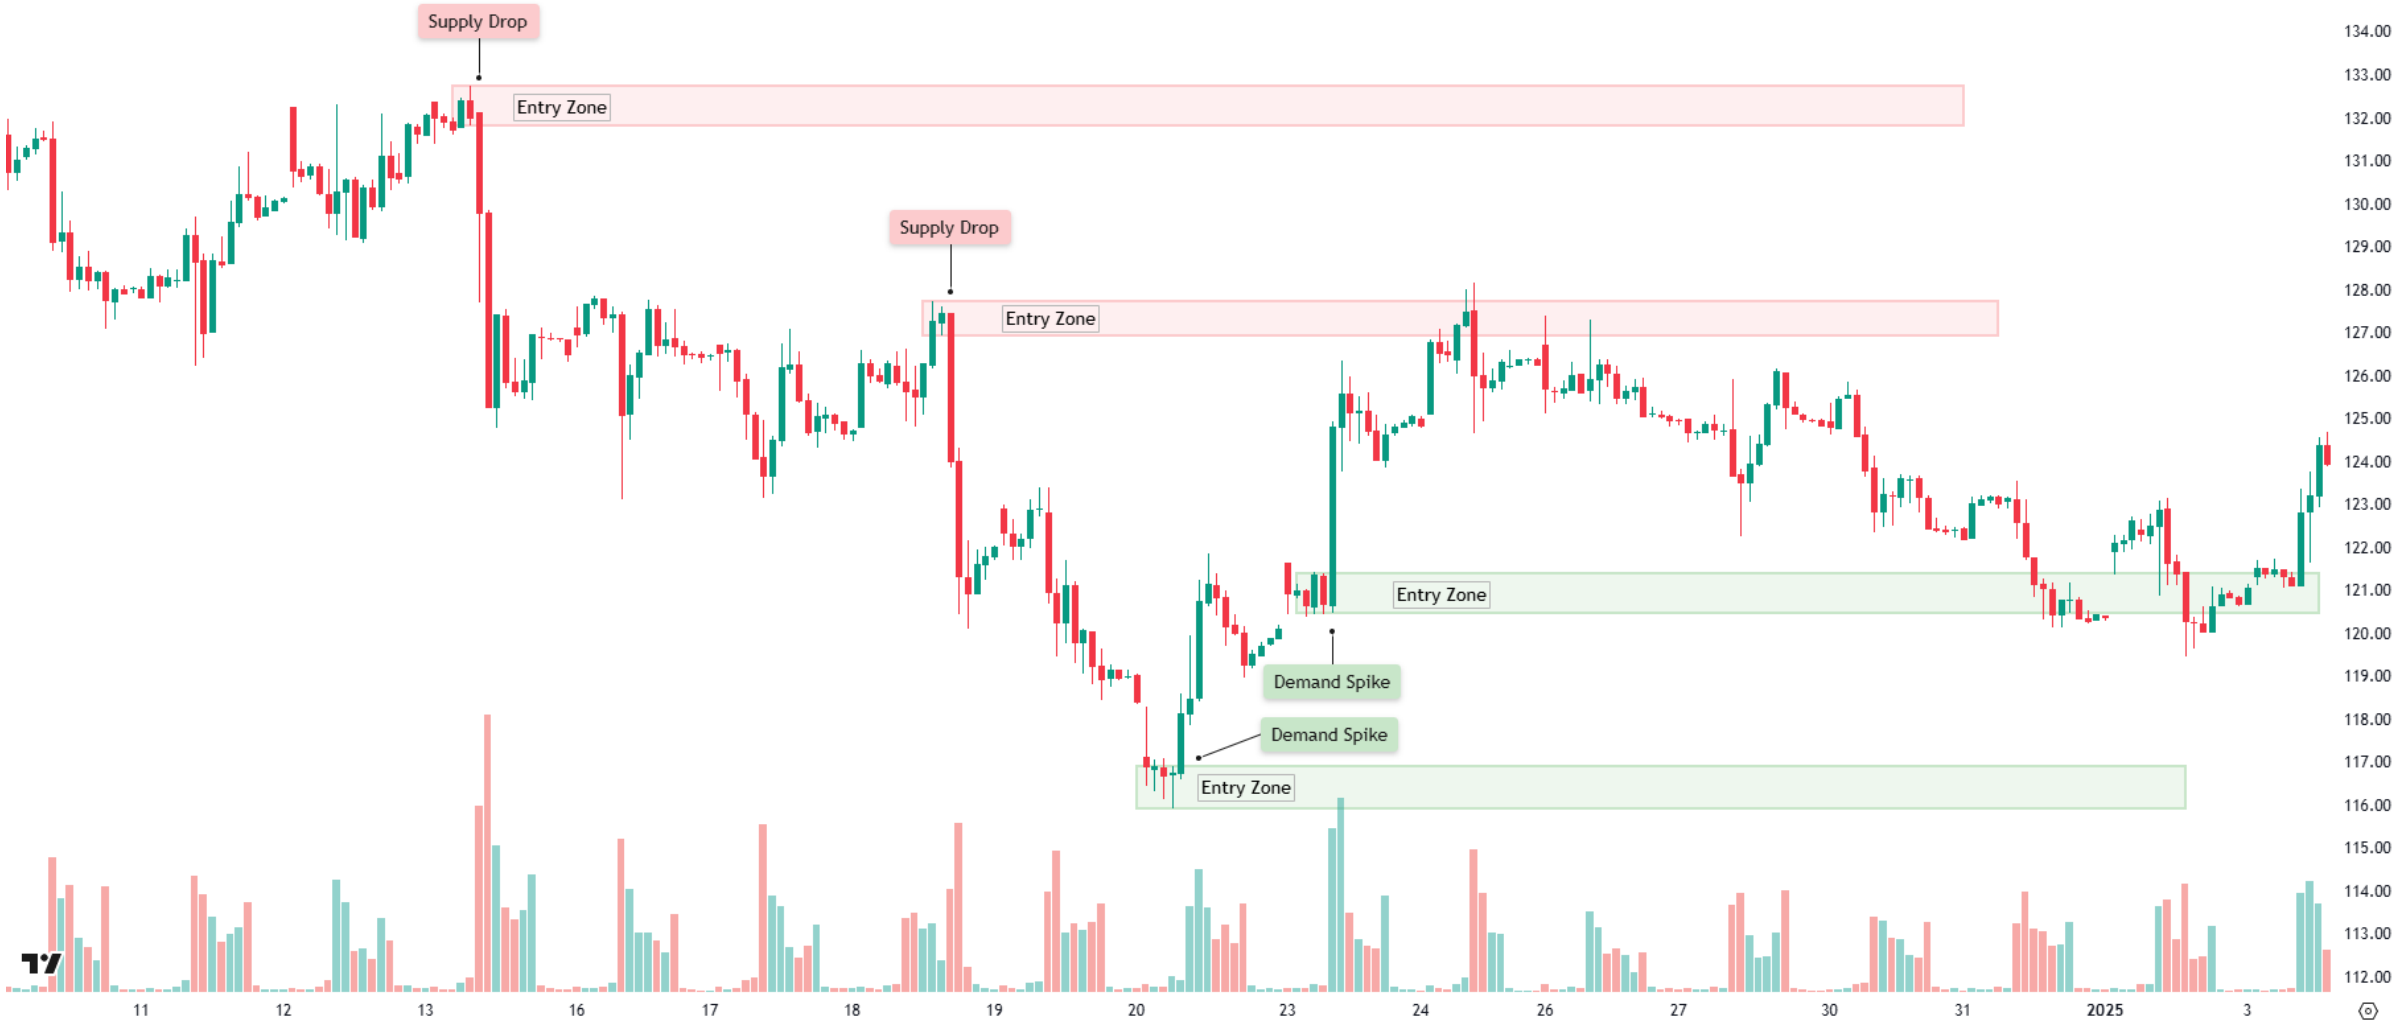 Supply Drop
134.00
133.00
Entry Zone
132.00
131.00
130.00
Supply Drop
129.00
128.00
Entry Zone
127.00
126.00
125.00
124.00
123.00
122.00
121.00
Entry Zone
120.00
119.00
Demand Spike
118.00
Demand Spike
117.00
Entry Zone
116.00
115.00
114.00
113.00
112.00
11 12 13 16 17 18 19 20 23 24 26 27 30 31 2025 3